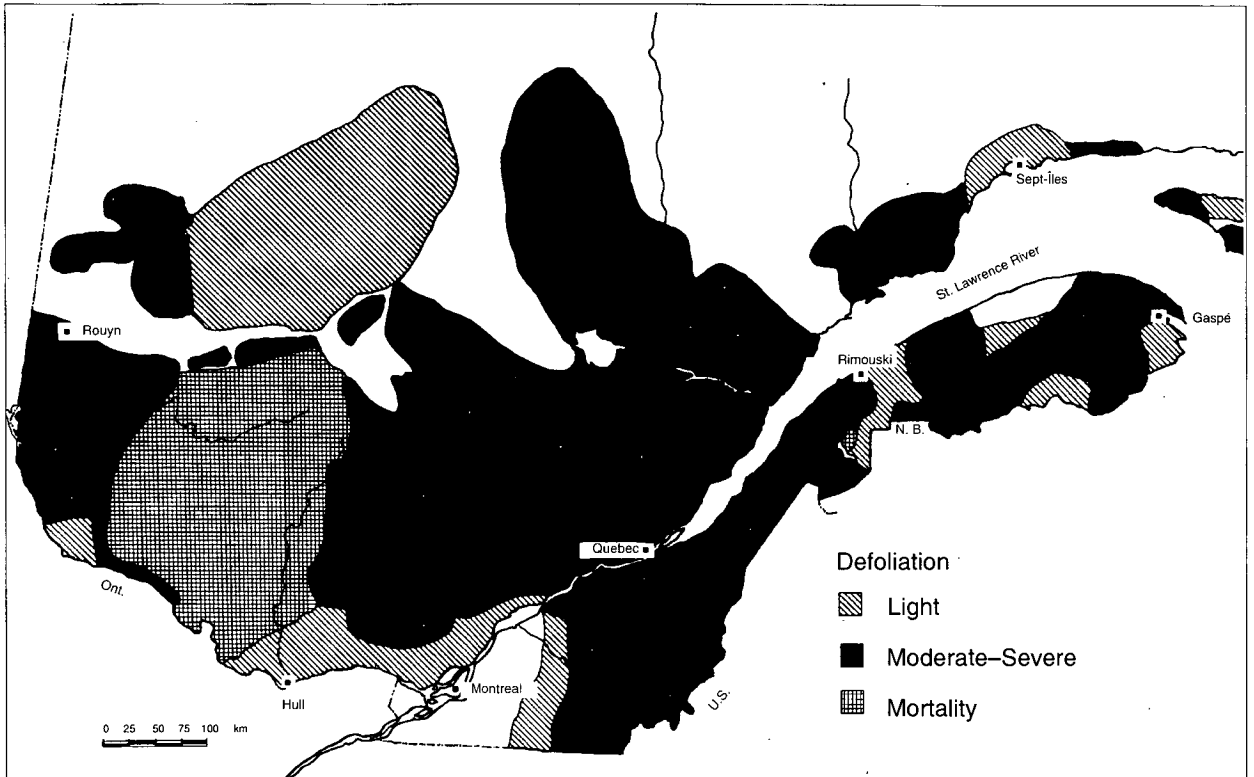 Sept-Îles
St. Lawrence River
Rouyn
Gaspé
Rimouski
N. B.
Quebec
Ont.
Defoliation
Light
Moderate–Severe
Mortality
Montreal
Hull
U.S.
0 25 50 75 100 km